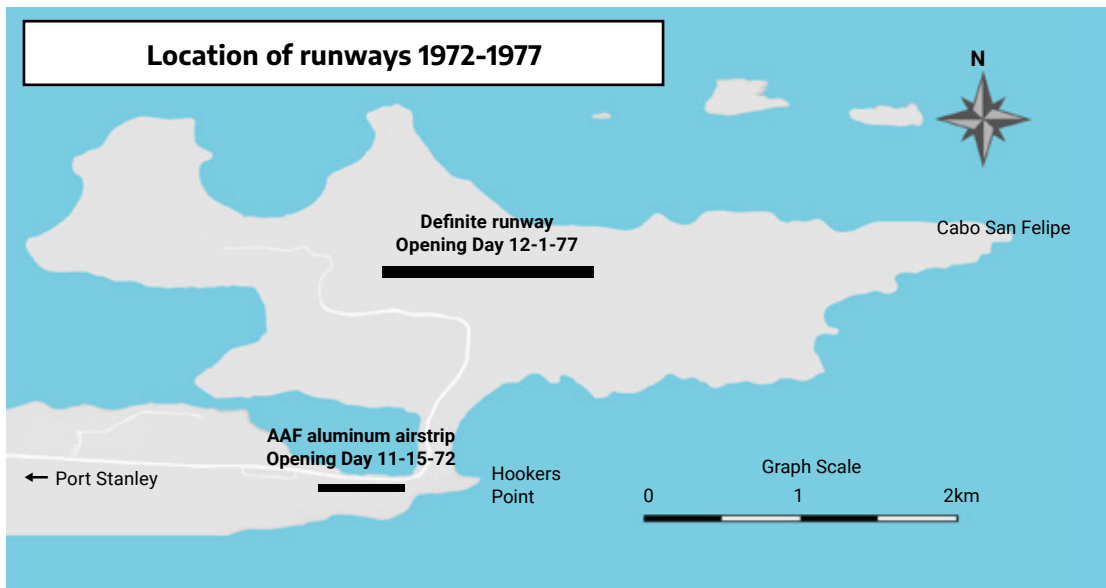 Location of runways 1972-1977
N
Definite runway
Opening Day 12-1-77
Cabo San Felipe
AAF aluminum airstrip
Opening Day 11-15-72
Port Stanley
Hookers
Point
Graph Scale
0 1 2km